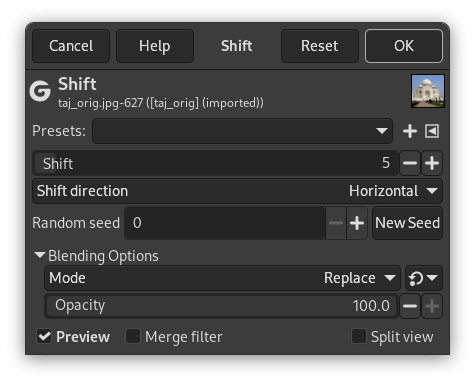 Cancel Help Shift Reset OK
Shift
taj_orig.jpg-627 ([taj_orig] (imported))
Presets:
Shift 5
Shift direction Horizontal
Random seed 0 New Seed
Blending Options
Mode Replace
Opacity 100.0
Preview Merge filter Split view